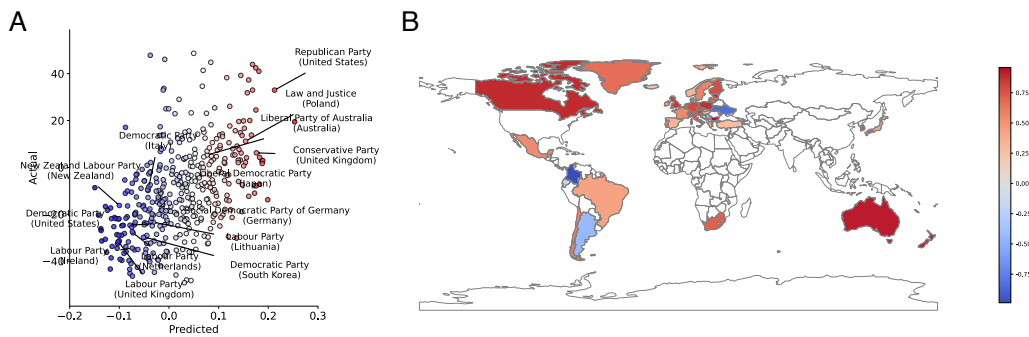 A
B
40
20
−20
−40
Actual
Republican Party
(United States)
Law and Justice
(Poland)
Liberal Party of Australia
(Australia)
Democratic Party
(Italy)
Conservative Party
(United Kingdom)
New Zealand Labour Party
(New Zealand)
Liberal Democratic Party
(Japan)
Democratic Party
(United States)
Social Democratic Party of Germany
(Germany)
Labour Party
(Lithuania)
Labour Party
(Ireland)
Labour Party
(Netherlands)
Democratic Party
(South Korea)
Labour Party
(United Kingdom)
−0.2
−0.1
0.0
0.1
0.2
0.3
Predicted
0.75
0.50
0.25
0.00
−0.25
−0.50
−0.75